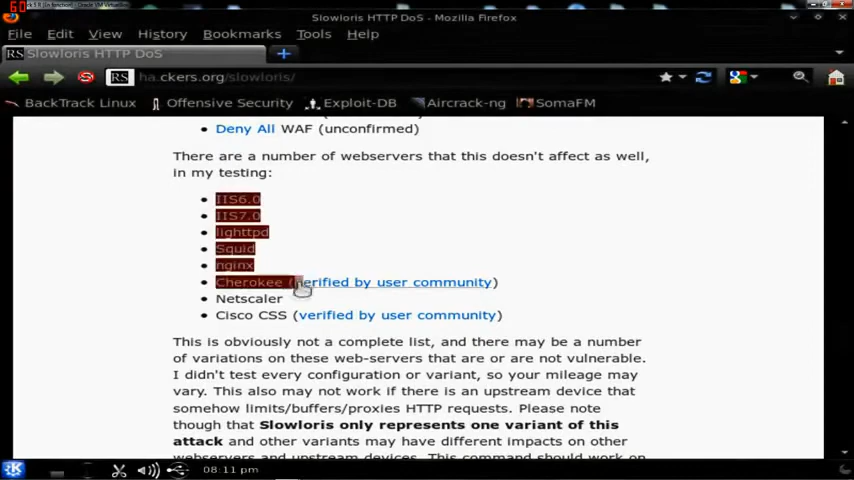 Slowloris HTTP DoS - Mozilla Firefox
File Edit View History Bookmarks Tools Help
RS Slowloris HTTP DoS
RS ha.ckers.org/slowloris/
BackTrack Linux Offensive Security Exploit-DB Aircrack-ng SomaFM
• Deny All WAF (unconfirmed)
There are a number of webservers that this doesn't affect as well,
in my testing:
• IIS6.0
• IIS7.0
• lighttpd
• Squid
• nginx
• Cherokee (verified by user community)
• Netscaler
• Cisco CSS (verified by user community)
This is obviously not a complete list, and there may be a number
of variations on these web-servers that are or are not vulnerable.
I didn't test every configuration or variant, so your mileage may
vary. This also may not work if there is an upstream device that
somehow limits/buffers/proxies HTTP requests. Please note
though that Slowloris only represents one variant of this
attack and other variants may have different impacts on other
webservers and upstream devices. This command should work on
08:11 pm